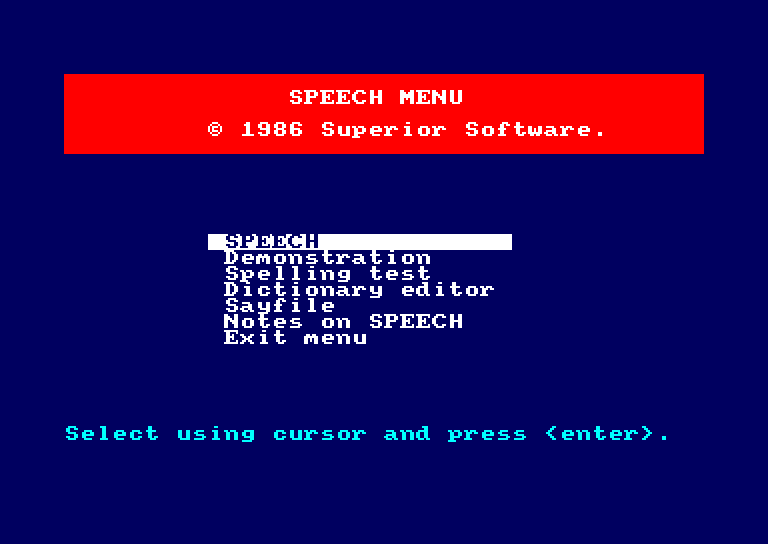 SPEECH MENU
© 1986 Superior Software.
SPEECH
Demonstration
Spelling test
Dictionary editor
Sayfile
Notes on SPEECH
Exit menu
Select using cursor and press <enter>.